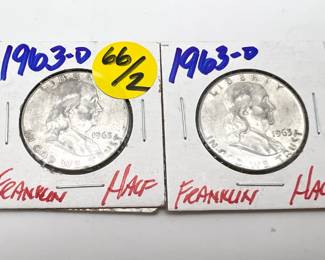 1963-D
66/2
1963-D
LIBERTY
IN GOD WE TRUST
1963
LIBERTY
IN GOD WE TRUST
1963
FRANKLIN HALF
FRANKLIN HA